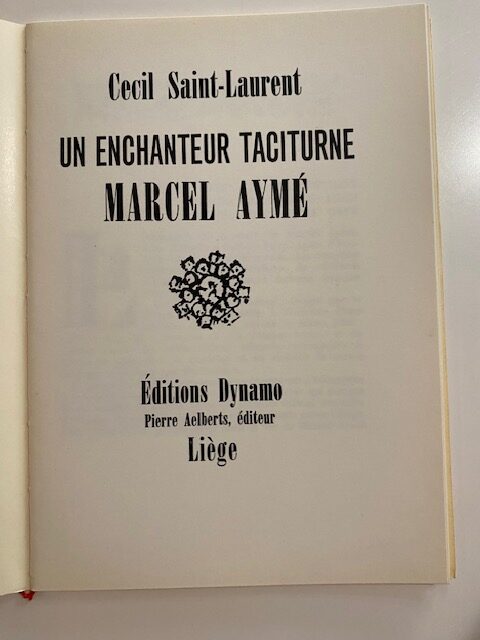 Cecil Saint-Laurent
UN ENCHANTEUR TACITURNE
MARCEL AYMÉ
Éditions Dynamo
Pierre Aelberts, éditeur
Liège